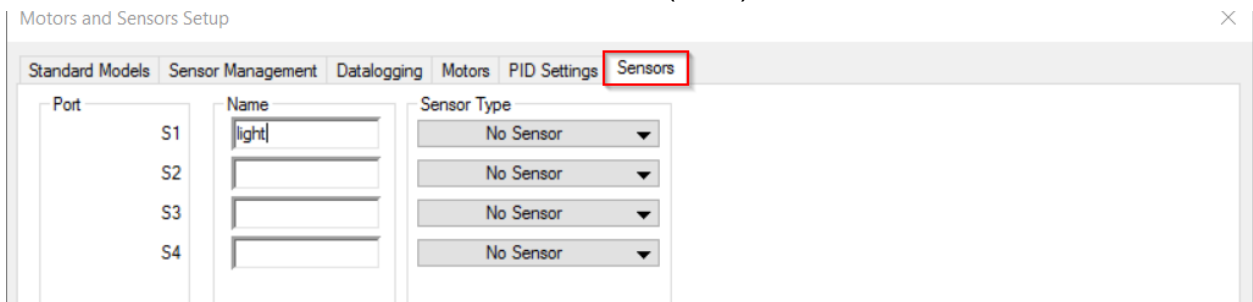 Motors and Sensors Setup
Standard Models Sensor Management Datalogging Motors PID Settings Sensors
Port Name Sensor Type
S1 light No Sensor
S2 No Sensor
S3 No Sensor
S4 No Sensor